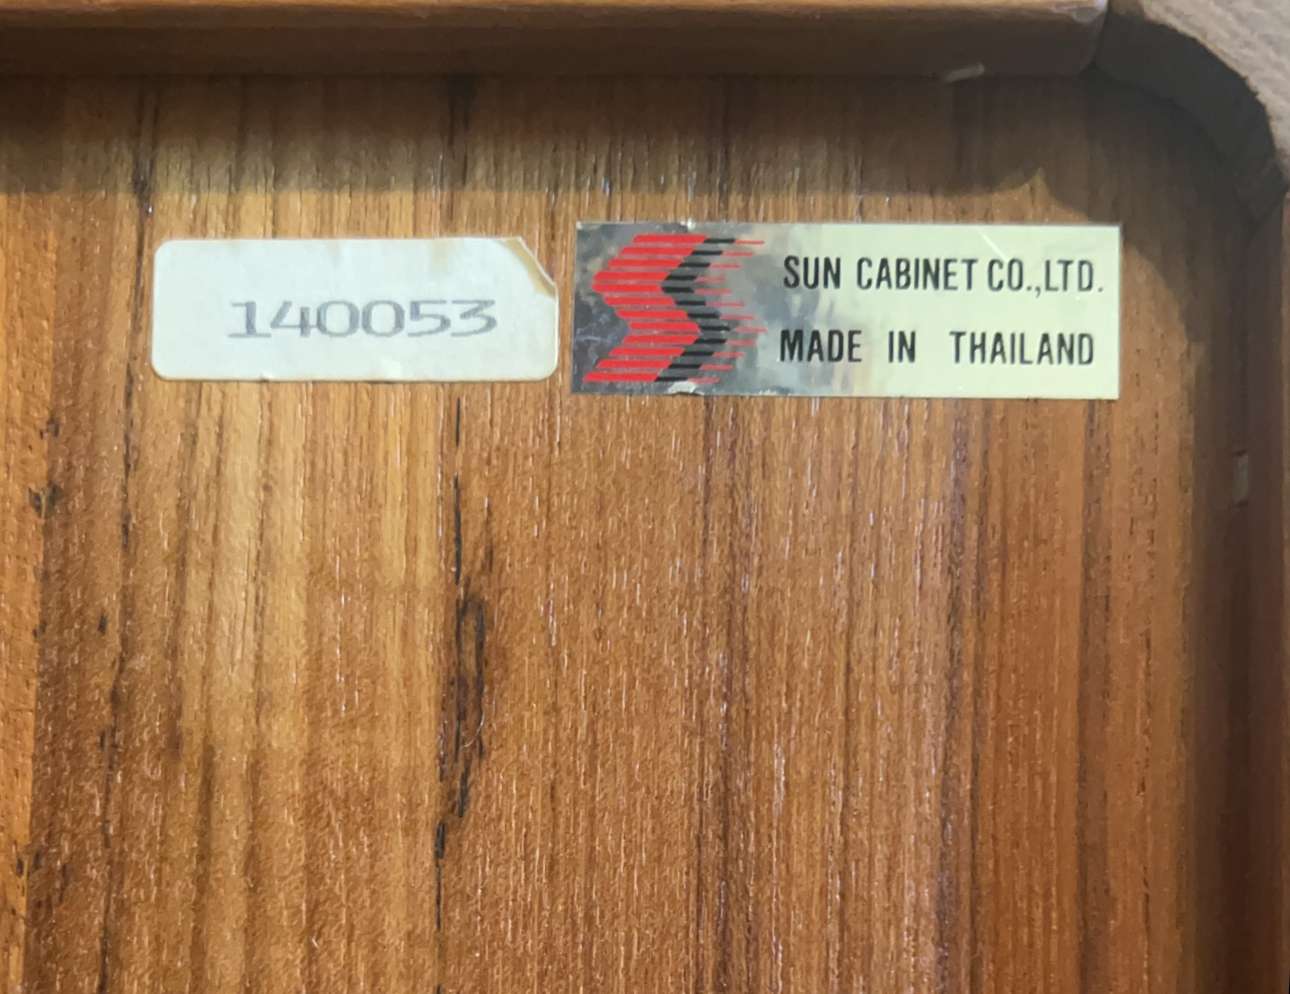 140053
SUN CABINET CO.,LTD.
MADE IN THAILAND